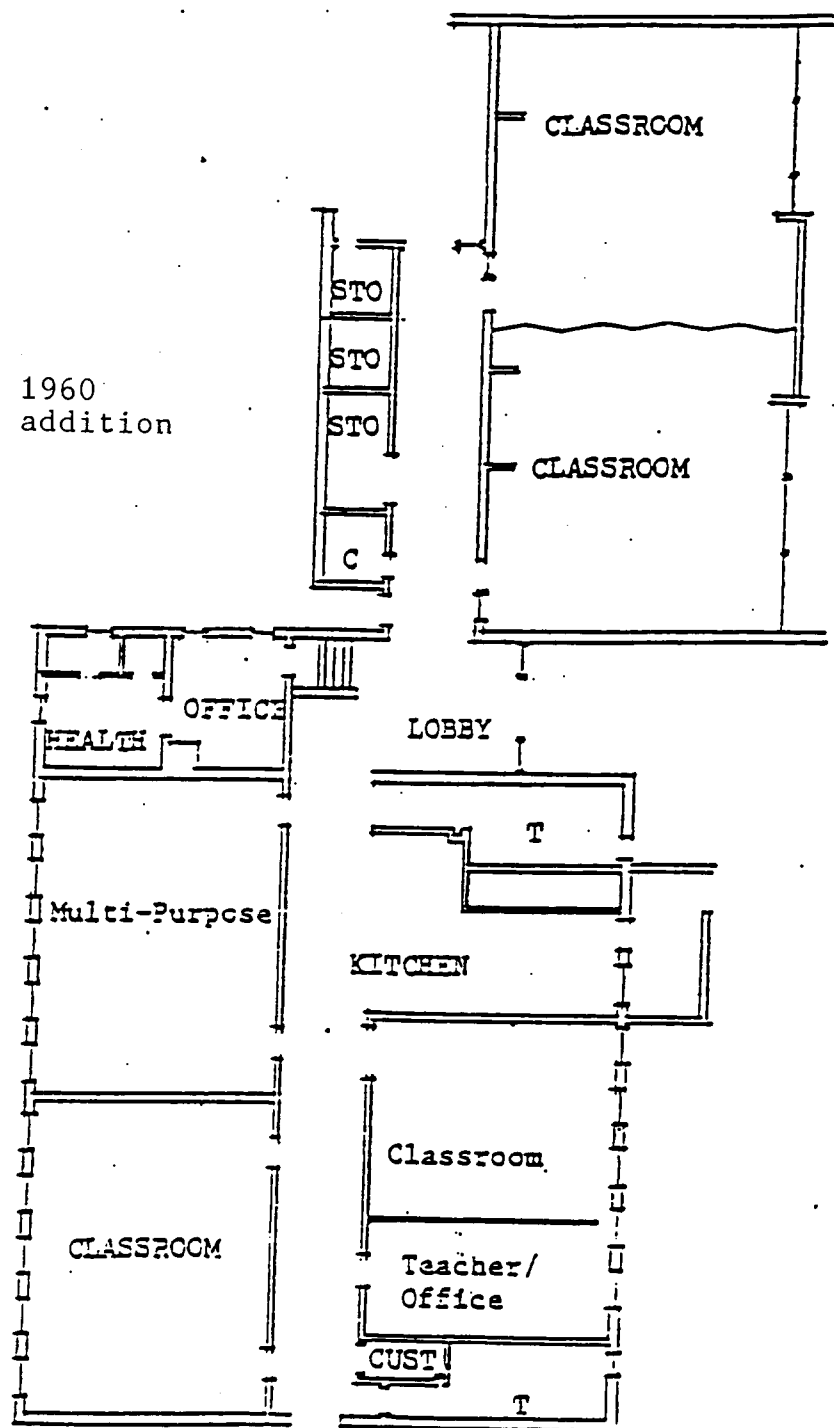 CLASSROOM
STO
STO
1960
addition
STO
CLASSROOM
C
OFFICE
HEALTH
LOBBY
T
Multi-Purpose
KITCHEN
Classroom
CLASSROOM
Teacher/
Office
CUST
T